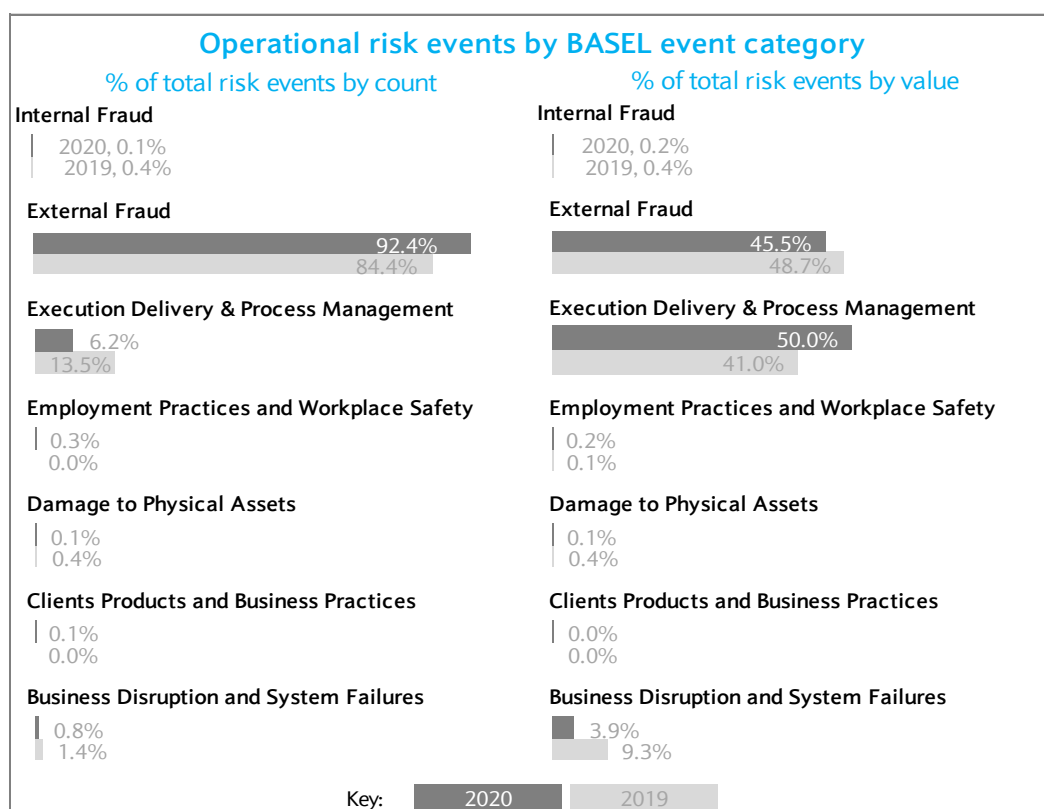 Operational risk events by BASEL event category
% of total risk events by count
Internal Fraud
2020, 0.1%
2019, 0.4%
External Fraud
92.4%
84.4%
Execution Delivery & Process Management
6.2%
13.5%
Employment Practices and Workplace Safety
0.3%
0.0%
Damage to Physical Assets
0.1%
0.4%
Clients Products and Business Practices
0.1%
0.0%
Business Disruption and System Failures
0.8%
1.4%
% of total risk events by value
Internal Fraud
2020, 0.2%
2019, 0.4%
External Fraud
45.5%
48.7%
Execution Delivery & Process Management
50.0%
41.0%
Employment Practices and Workplace Safety
0.2%
0.1%
Damage to Physical Assets
0.1%
0.4%
Clients Products and Business Practices
0.0%
0.0%
Business Disruption and System Failures
3.9%
9.3%
Key: 2020 2019